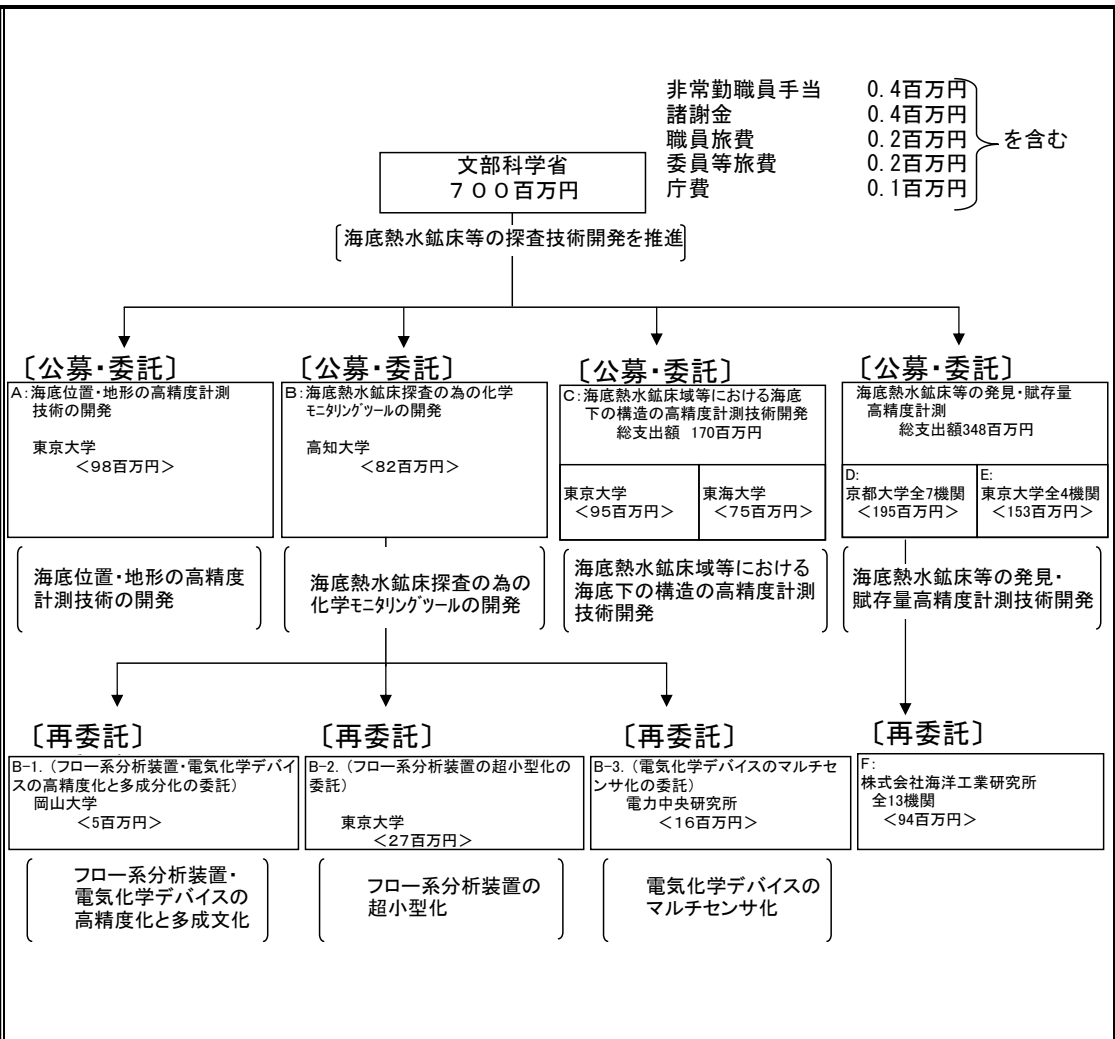 非常勤職員手当 0.4百万円
諸謝金 0.4百万円
職員旅費 0.2百万円
委員等旅費 0.2百万円
庁費 0.1百万円
を含む
文部科学省
７００百万円
海底熱水鉱床等の探査技術開発を推進
〔公募・委託〕
A:海底位置・地形の高精度計測
技術の開発
東京大学
<98百万円>
海底位置・地形の高精度
計測技術の開発
〔公募・委託〕
B:海底熱水鉱床探査の為の化学
ﾓﾆﾀﾘﾝｸﾞツールの開発
高知大学
<82百万円>
海底熱水鉱床探査の為の
化学ﾓﾆﾀﾘﾝｸﾞツールの開発
〔公募・委託〕
C:海底熱水鉱床域等における海底
下の構造の高精度計測技術開発
総支出額 170百万円
東京大学
<95百万円>
東海大学
<75百万円>
海底熱水鉱床域等における
海底下の構造の高精度計測
技術開発
〔公募・委託〕
海底熱水鉱床等の発見・賦存量
高精度計測
総支出額348百万円
D:
京都大学全7機関
<195百万円>
E:
東京大学全4機関
<153百万円>
海底熱水鉱床等の発見・
賦存量高精度計測技術開発
〔再委託〕
B-1.(フロー系分析装置・電気化学デバイ
スの高精度化と多成分化の委託)
岡山大学
<5百万円>
フロー系分析装置・
電気化学デバイスの
高精度化と多成文化
〔再委託〕
B-2.(フロー系分析装置の超小型化の
委託)
東京大学
<27百万円>
フロー系分析装置の
超小型化
〔再委託〕
B-3.(電気化学デバイスのマルチセ
ンサ化の委託)
電力中央研究所
<16百万円>
電気化学デバイスの
マルチセンサ化
〔再委託〕
F:
株式会社海洋工業研究所
全13機関
<94百万円>